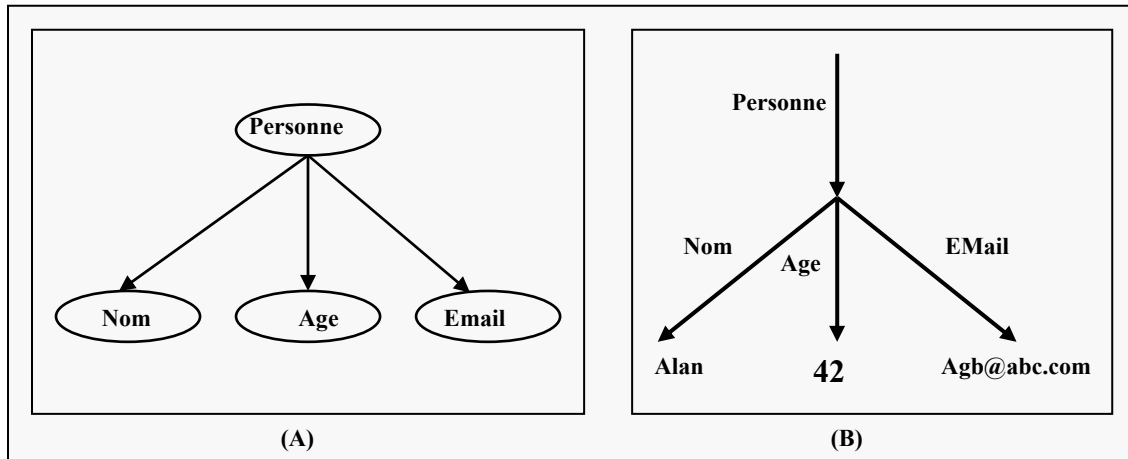 Personne
Nom
Age
Email
(A)
Personne
Nom
Age
EMail
Alan
42
Agb@abc.com
(B)